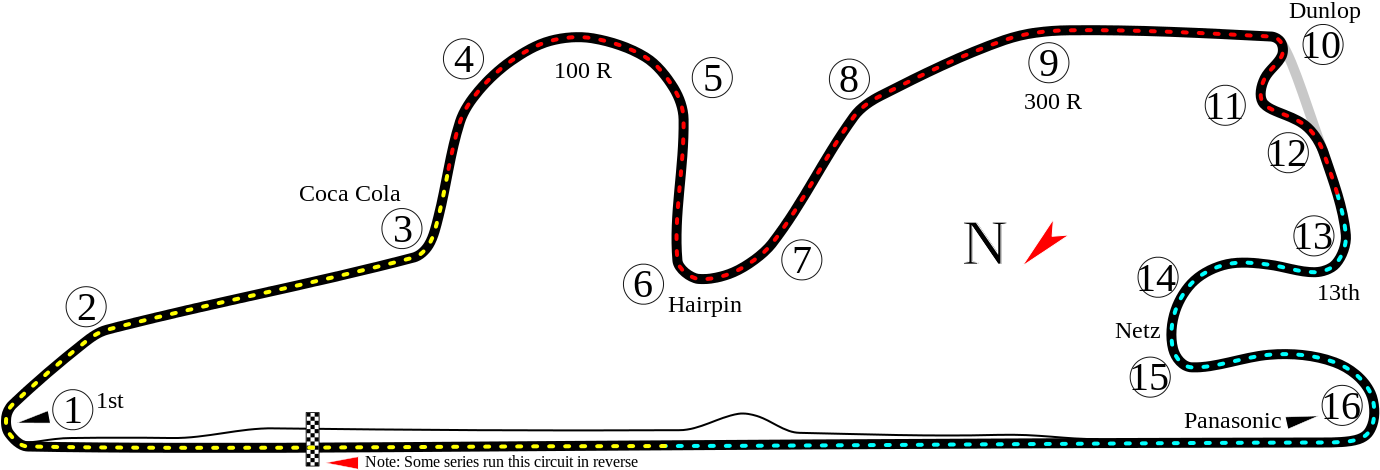 Dunlop
10
4
100 R
5
8
9
300 R
11
12
Coca Cola
3
N
13
7
6
Hairpin
14
13th
2
Netz
15
1
1st
16
Panasonic
Note: Some series run this circuit in reverse